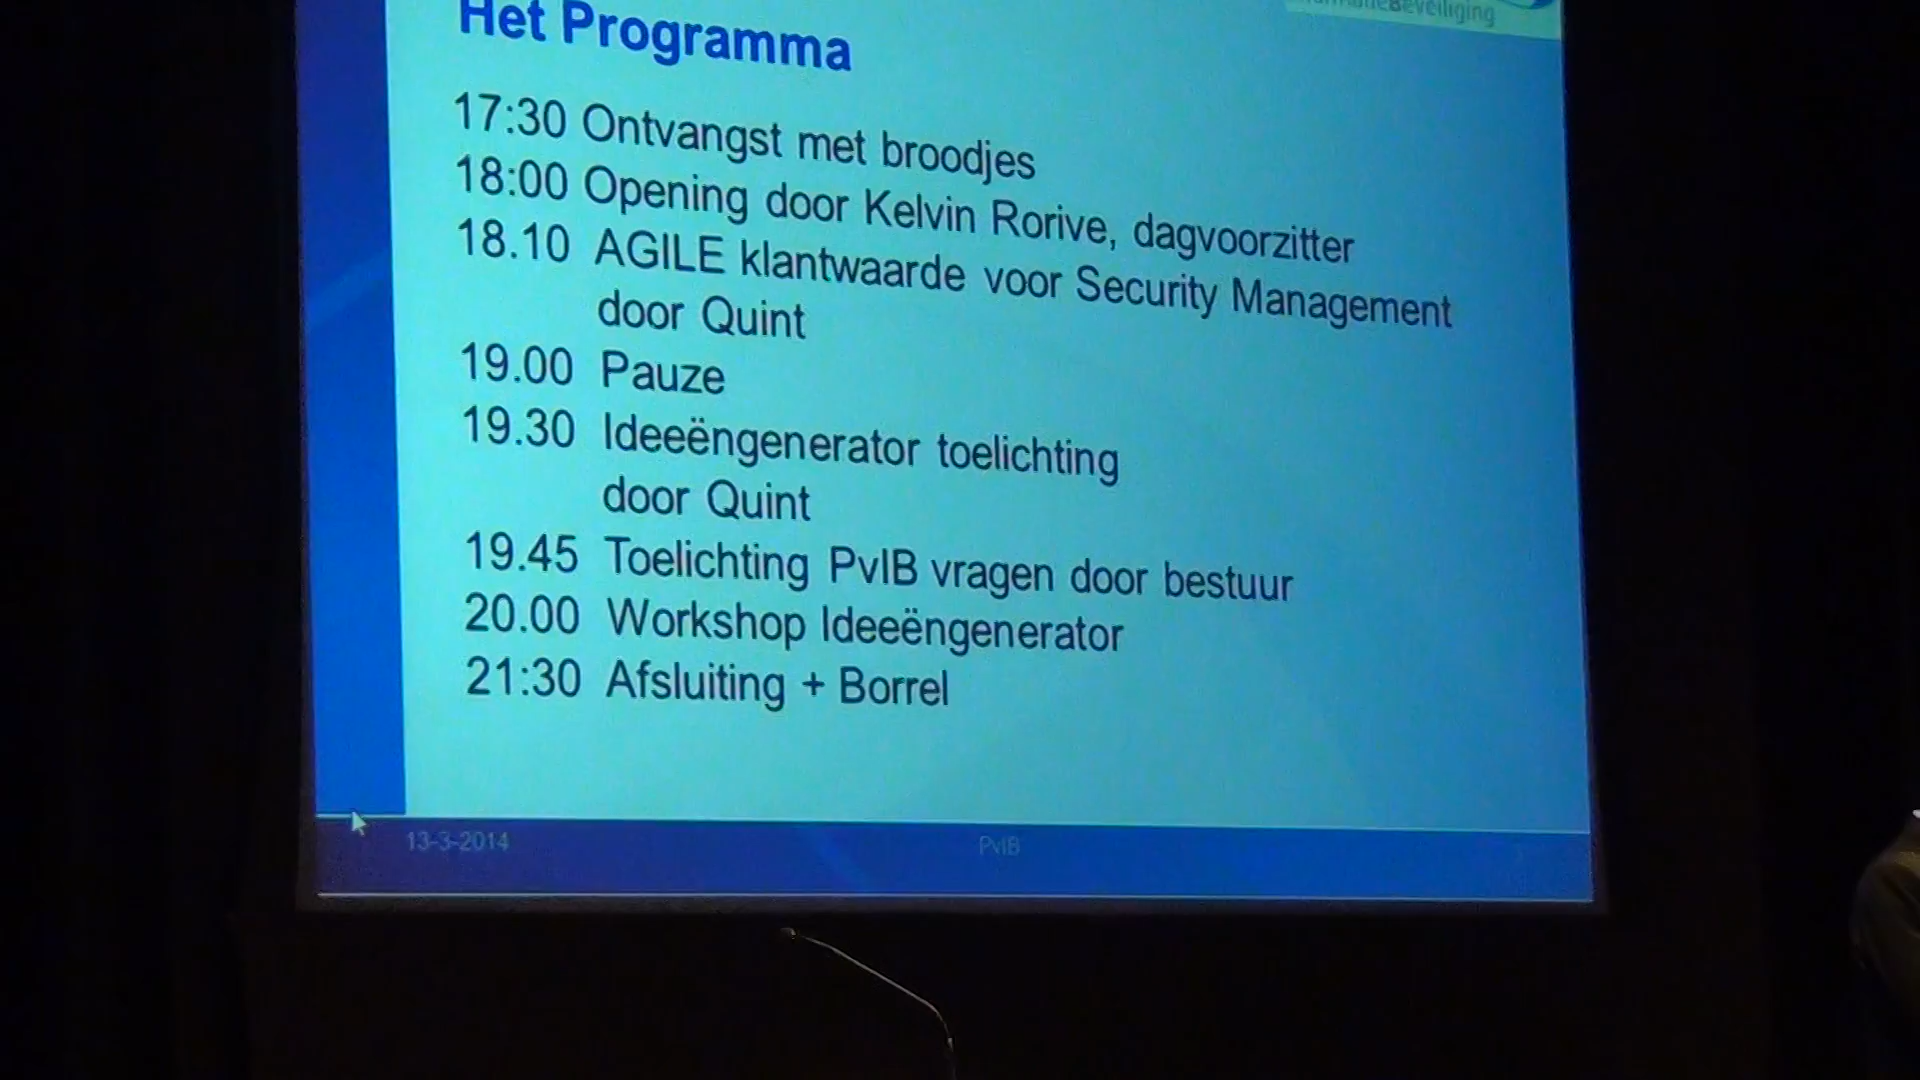 Beveiliging
Het Programma
17:30 Ontvangst met broodjes
18:00 Opening door Kelvin Rorive, dagvoorzitter
18.10 AGILE klantwaarde voor Security Management
door Quint
19.00 Pauze
19.30 Ideeëngenerator toelichting
door Quint
19.45 Toelichting PvIB vragen door bestuur
20.00 Workshop Ideeëngenerator
21:30 Afsluiting + Borrel
13-3-2014 PvIB